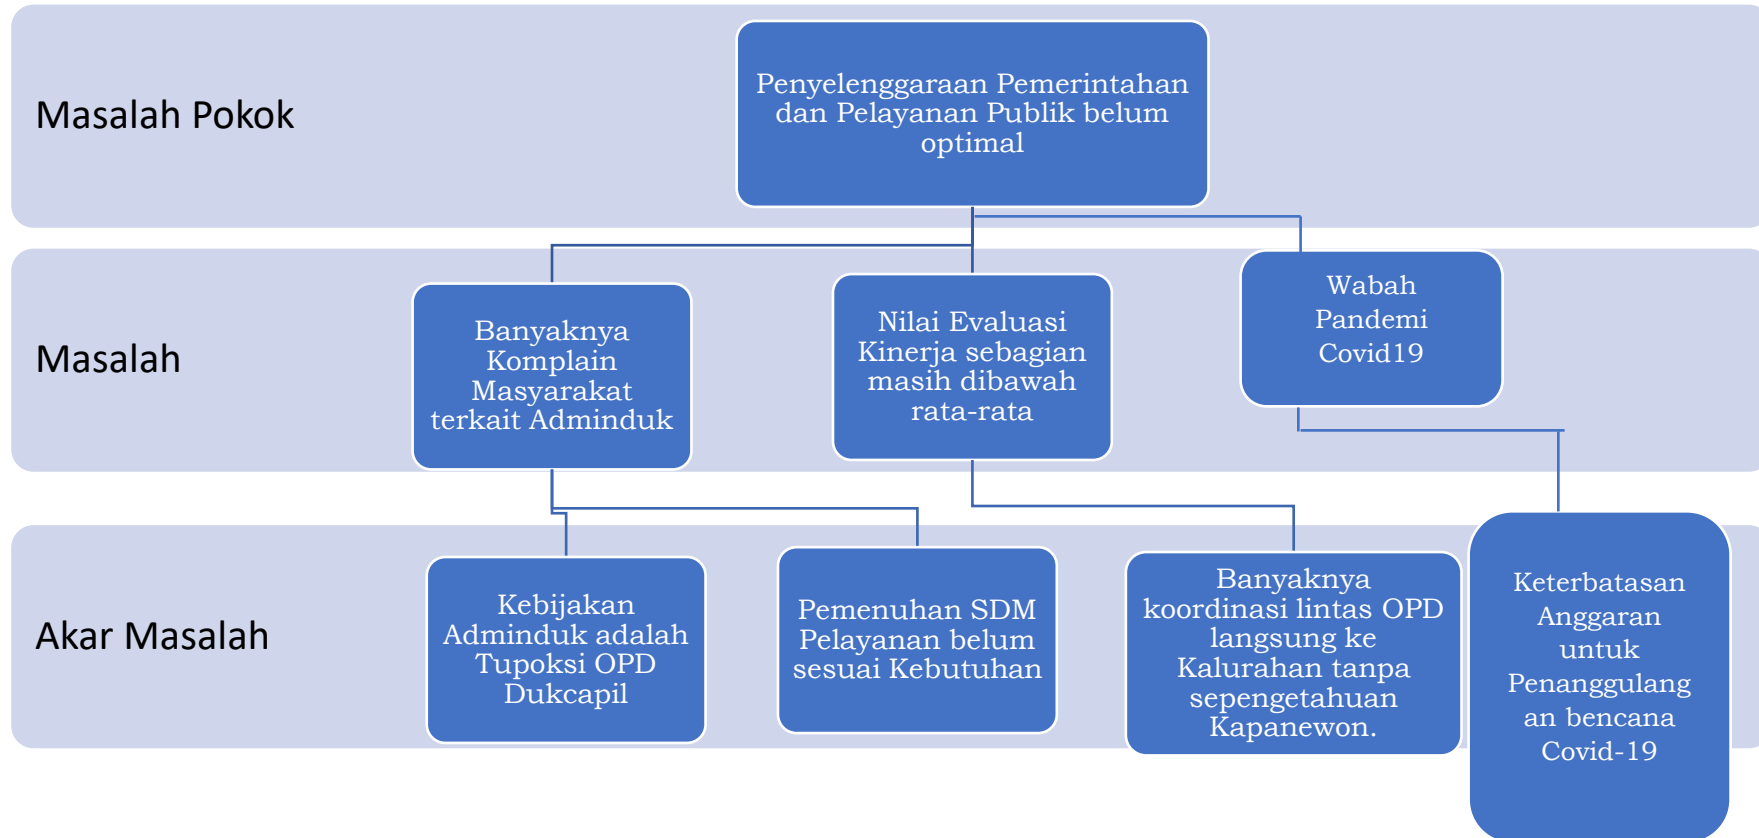 Masalah Pokok
Penyelenggaraan Pemerintahan
dan Pelayanan Publik belum
optimal
Masalah
Banyaknya
Komplain
Masyarakat
terkait Adminduk
Nilai Evaluasi
Kinerja sebagian
masih dibawah
rata-rata
Wabah
Pandemi
Covid19
Akar Masalah
Kebijakan
Adminduk adalah
Tupoksi OPD
Dukcapil
Pemenuhan SDM
Pelayanan belum
sesuai Kebutuhan
Banyaknya
koordinasi lintas OPD
langsung ke
Kalurahan tanpa
sepengetahuan
Kapanewon.
Keterbatasan
Anggaran
untuk
Penanggulang
an bencana
Covid-19